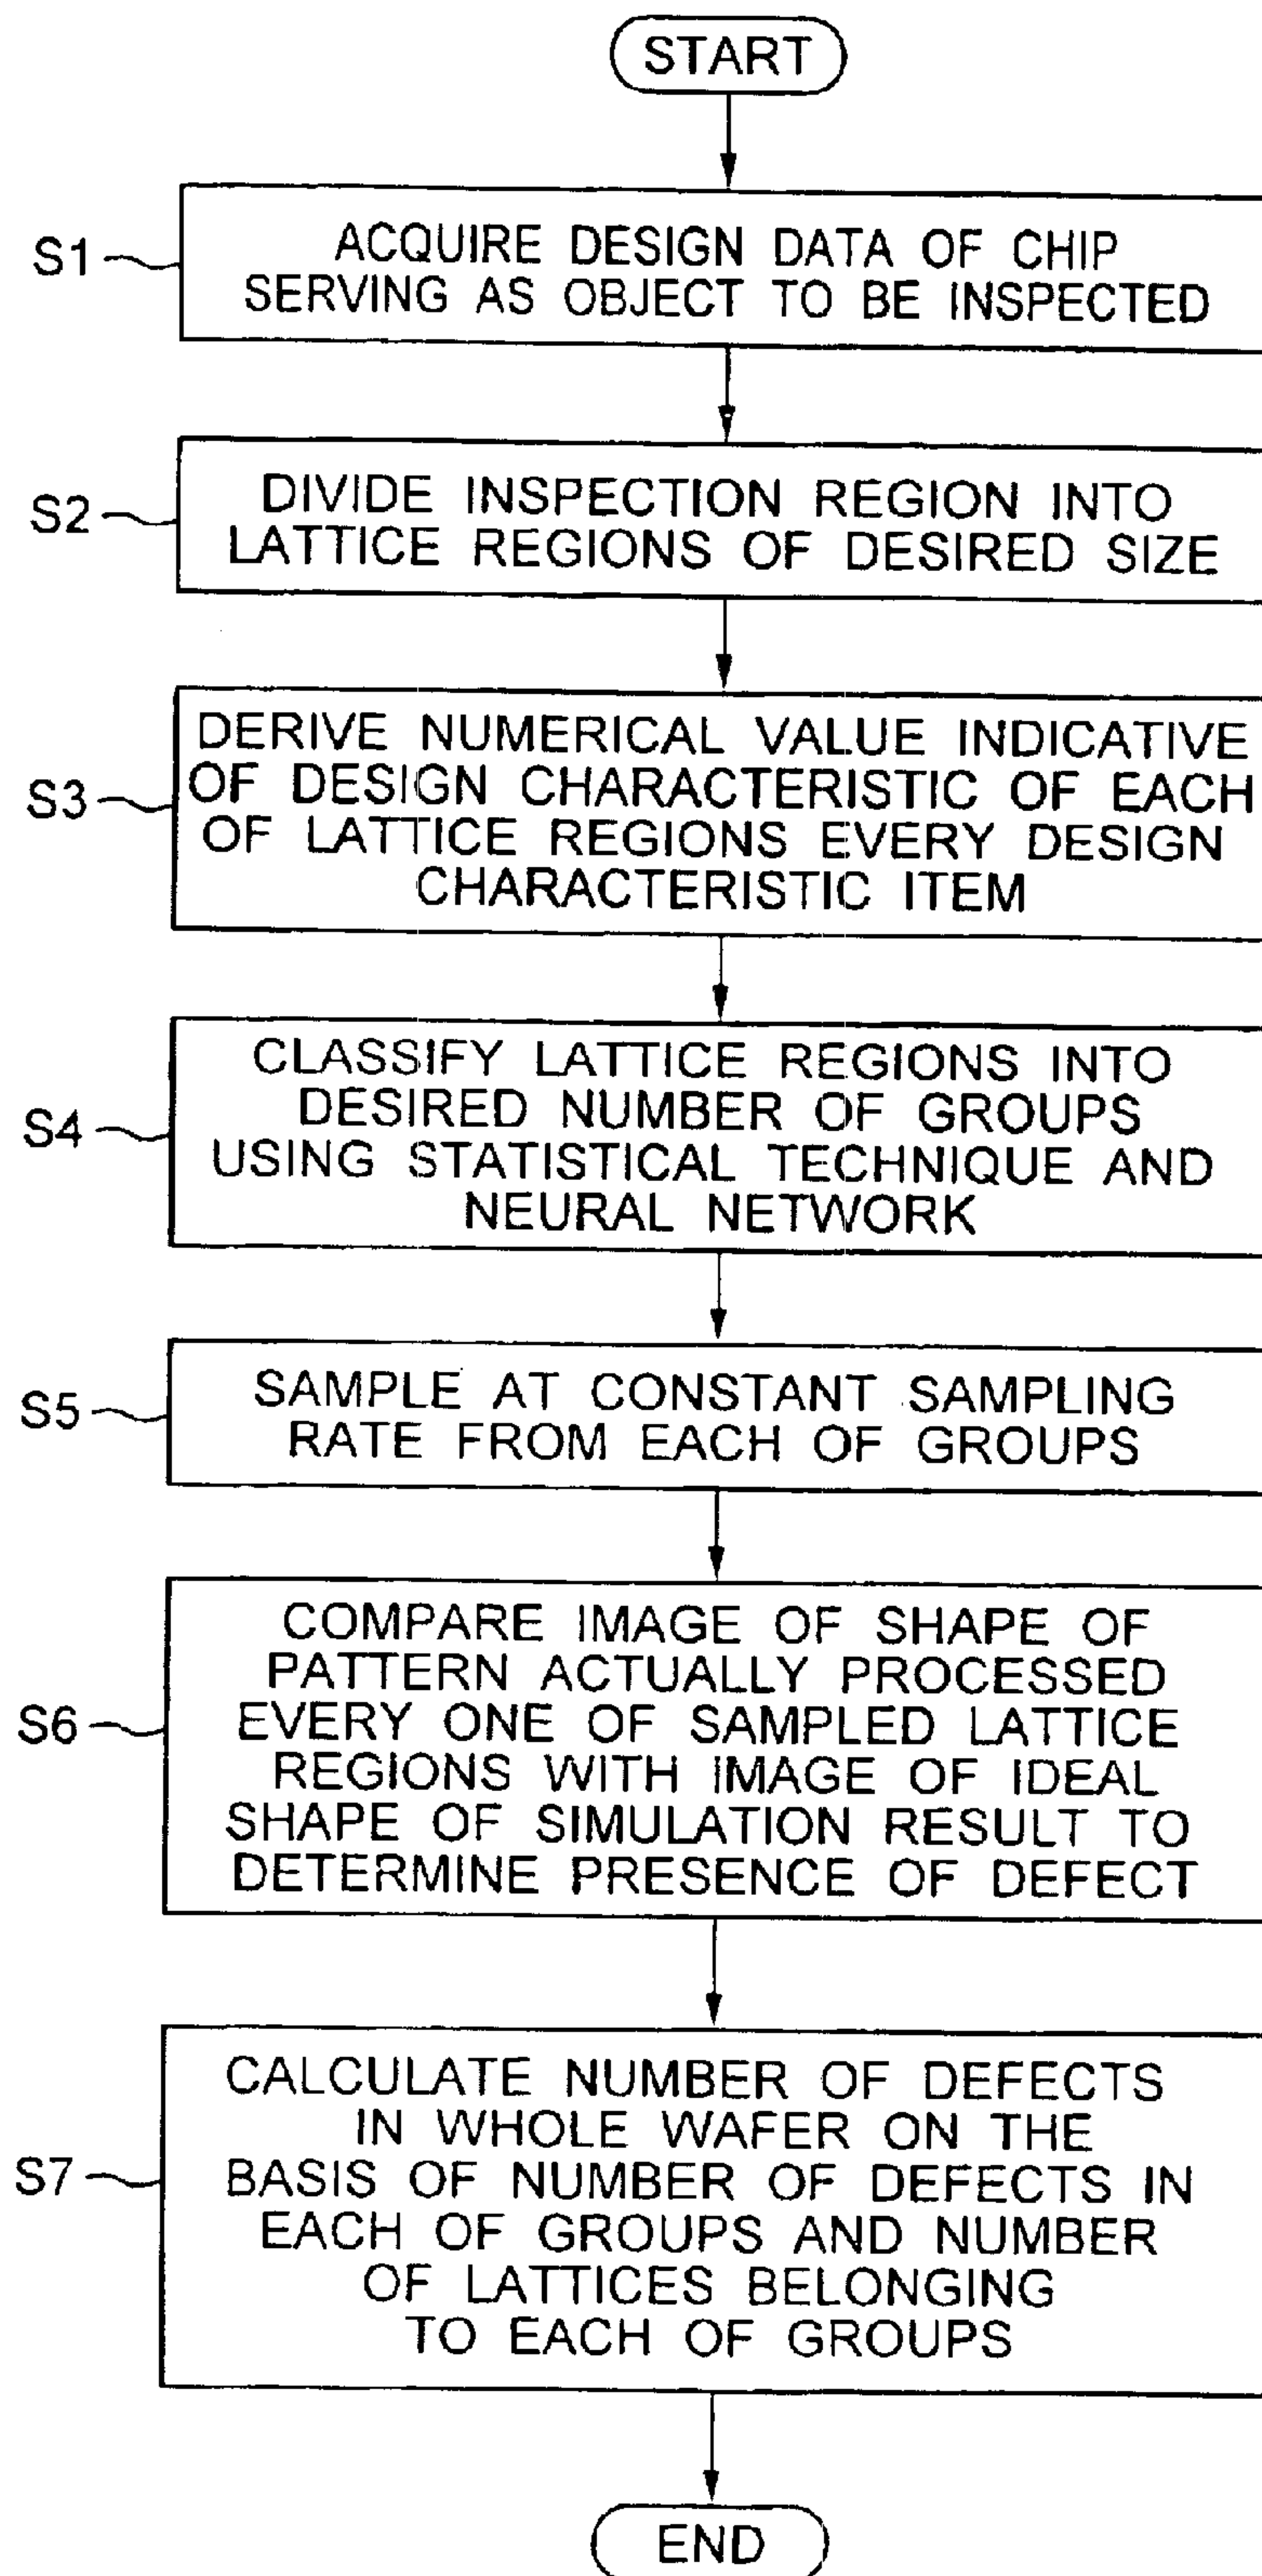 START
S1
ACQUIRE DESIGN DATA OF CHIP
SERVING AS OBJECT TO BE INSPECTED
S2
DIVIDE INSPECTION REGION INTO
LATTICE REGIONS OF DESIRED SIZE
S3
DERIVE NUMERICAL VALUE INDICATIVE
OF DESIGN CHARACTERISTIC OF EACH
OF LATTICE REGIONS EVERY DESIGN
CHARACTERISTIC ITEM
S4
CLASSIFY LATTICE REGIONS INTO
DESIRED NUMBER OF GROUPS
USING STATISTICAL TECHNIQUE AND
NEURAL NETWORK
S5
SAMPLE AT CONSTANT SAMPLING
RATE FROM EACH OF GROUPS
S6
COMPARE IMAGE OF SHAPE OF
PATTERN ACTUALLY PROCESSED
EVERY ONE OF SAMPLED LATTICE
REGIONS WITH IMAGE OF IDEAL
SHAPE OF SIMULATION RESULT TO
DETERMINE PRESENCE OF DEFECT
S7
CALCULATE NUMBER OF DEFECTS
IN WHOLE WAFER ON THE
BASIS OF NUMBER OF DEFECTS IN
EACH OF GROUPS AND NUMBER
OF LATTICES BELONGING
TO EACH OF GROUPS
END